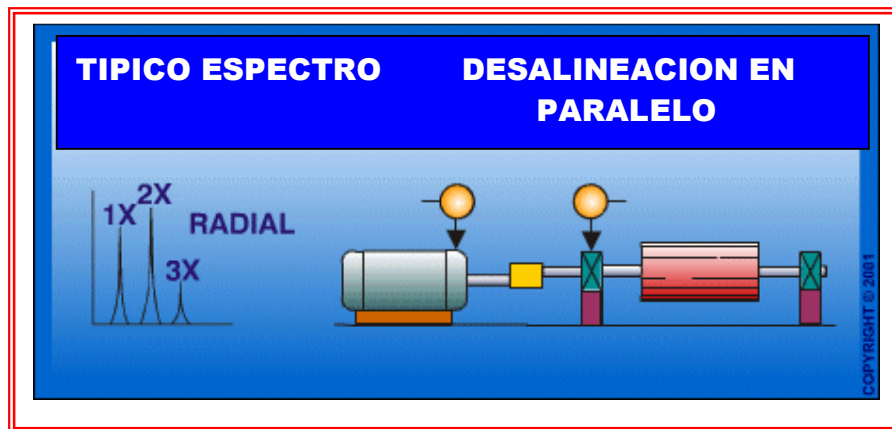 TIPICO ESPECTRO
DESALINEACION EN
PARALELO
1X
2X
3X
RADIAL
COPYRIGHT © 2001